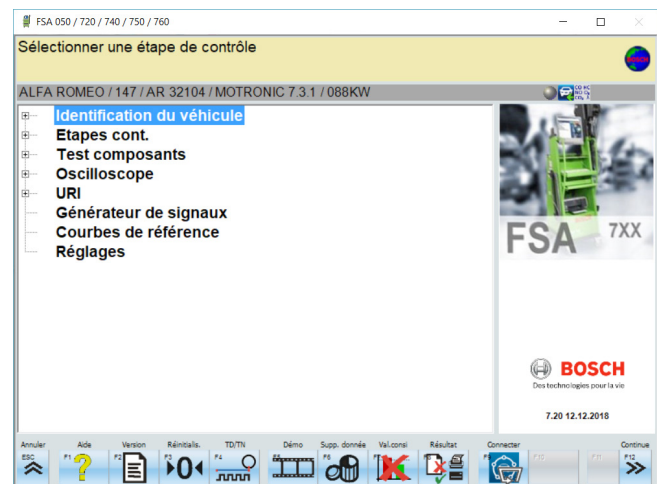 FSA 050 / 720 / 740 / 750 / 760
Sélectionner une étape de contrôle
ALFA ROMEO / 147 / AR 32104 / MOTRONIC 7.3.1 / 088KW
Identification du véhicule
Etapes cont.
Test composants
Oscilloscope
URI
Générateur de signaux
Courbes de référence
Réglages
FSA 7XX
BOSCH
Des technologies pour la vie
7.20 12.12.2018
Annuler Aide Version Réinitialis. TD/TN Démo Supp. donnée Val.consi Résultat Connecter Continue
ESC F1 F2 F3 F4 F6 F10 F11 F12